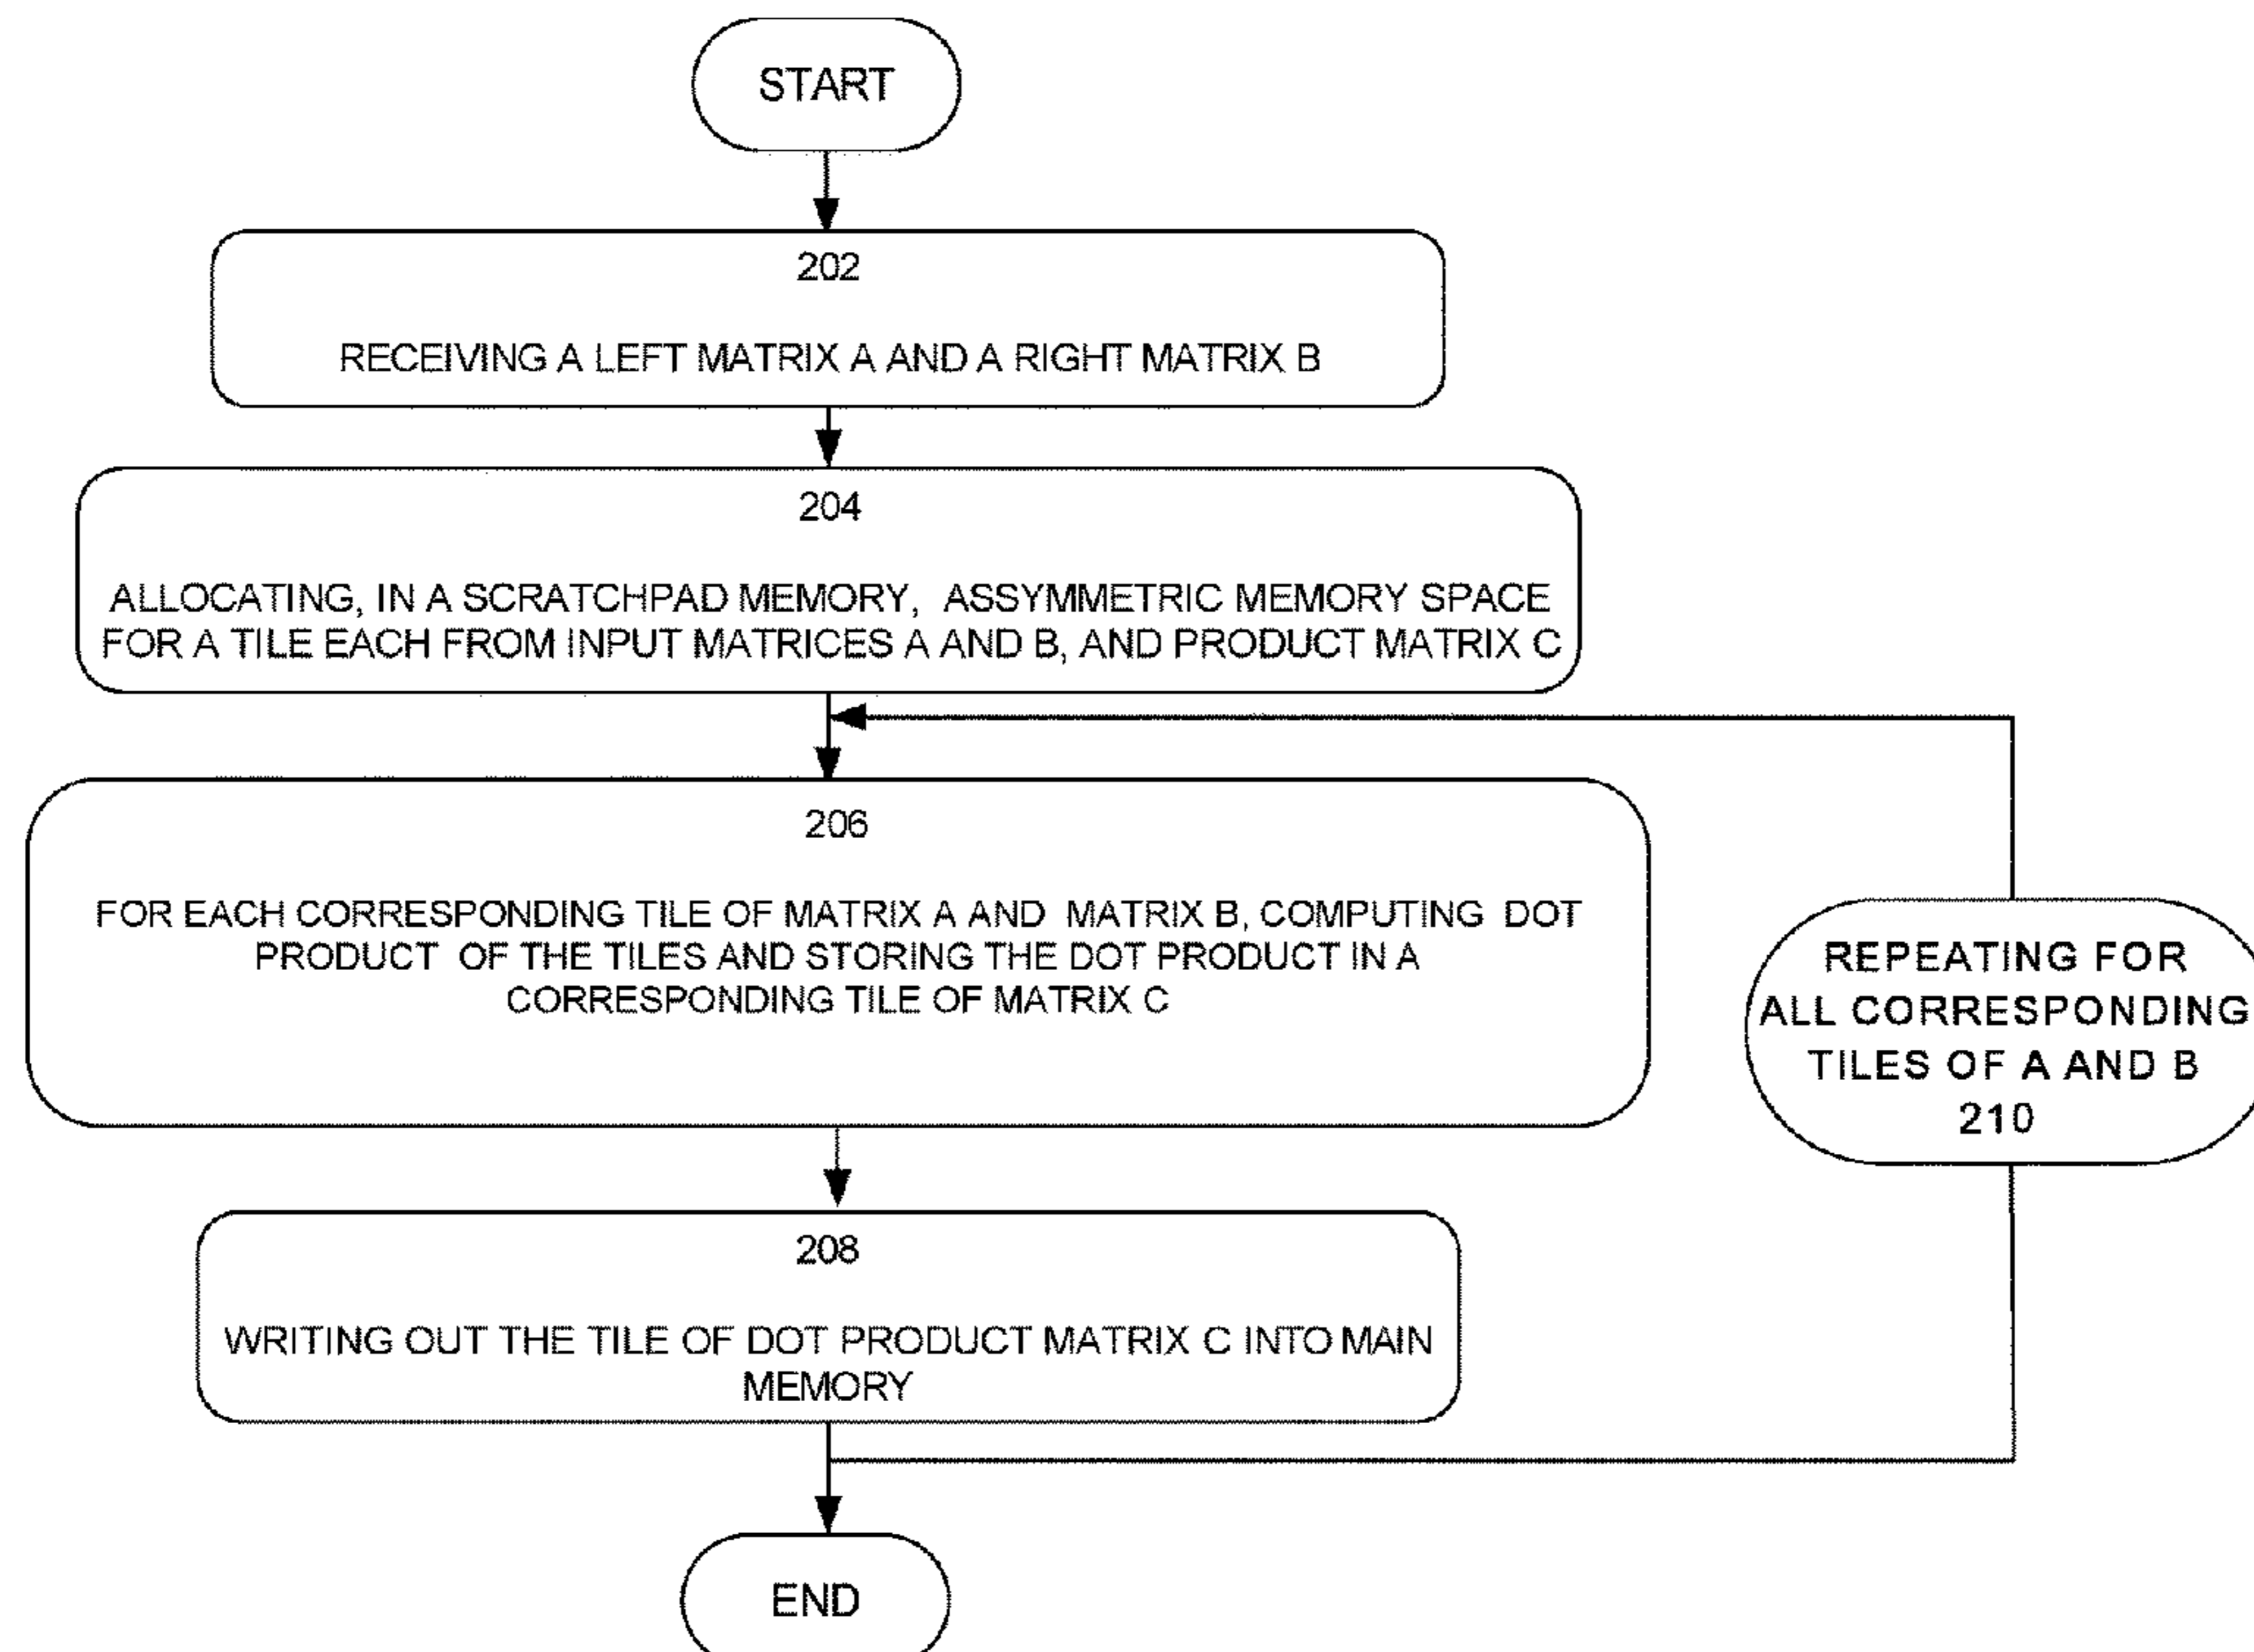 START
202
RECEIVING A LEFT MATRIX A AND A RIGHT MATRIX B
204
ALLOCATING, IN A SCRATCHPAD MEMORY, ASSYMMETRIC MEMORY SPACE
FOR A TILE EACH FROM INPUT MATRICES A AND B, AND PRODUCT MATRIX C
206
FOR EACH CORRESPONDING TILE OF MATRIX A AND MATRIX B, COMPUTING DOT
PRODUCT OF THE TILES AND STORING THE DOT PRODUCT IN A
CORRESPONDING TILE OF MATRIX C
REPEATING FOR
ALL CORRESPONDING
TILES OF A AND B
210
208
WRITING OUT THE TILE OF DOT PRODUCT MATRIX C INTO MAIN
MEMORY
END